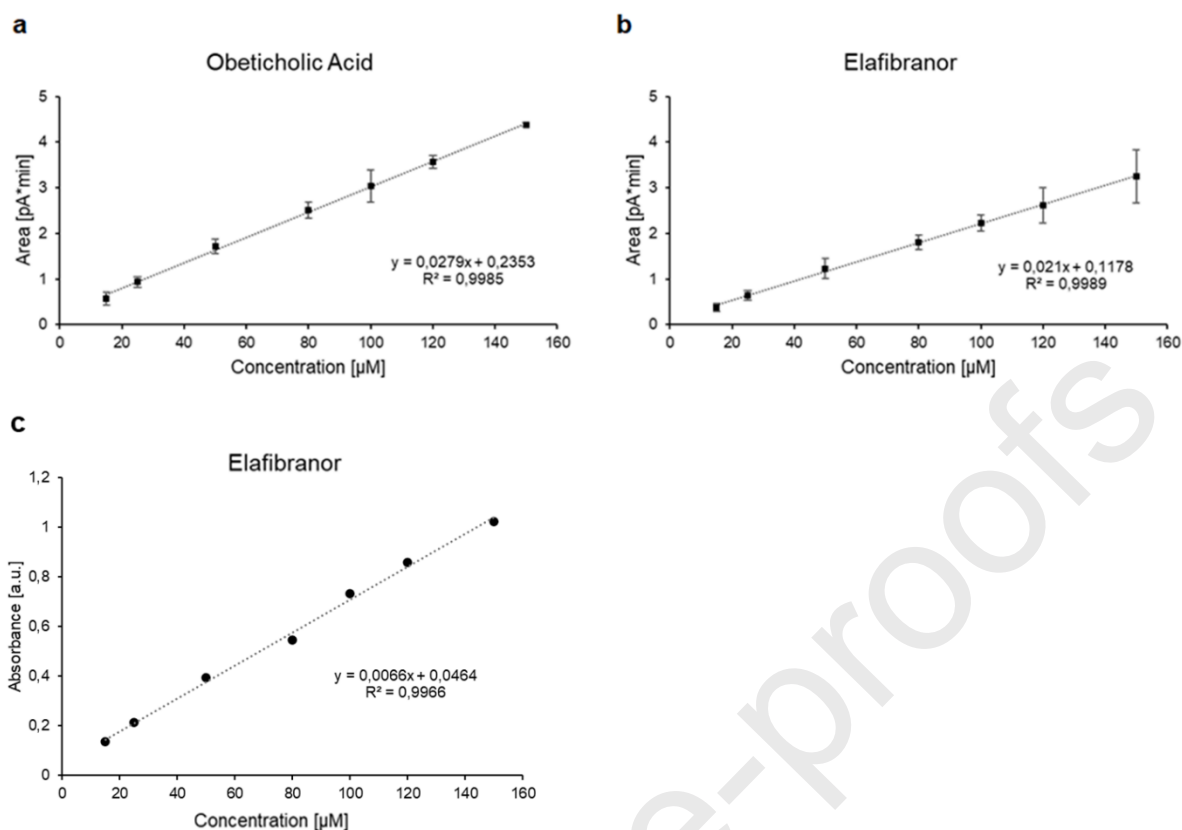 a
Obeticholic Acid
5
4
3
2
1
0
Area [pA*min]
y = 0,0279x + 0,2353
R² = 0,9985
0 20 40 60 80 100 120 140 160
Concentration [µM]
b
Elafibranor
5
4
3
2
1
0
Area [pA*min]
y = 0,021x + 0,1178
R² = 0,9989
0 20 40 60 80 100 120 140 160
Concentration [µM]
c
Elafibranor
1,2
1
0,8
0,6
0,4
0,2
0
Absorbance [a.u.]
y = 0,0066x + 0,0464
R² = 0,9966
0 20 40 60 80 100 120 140 160
Concentration [µM]
e-proofs